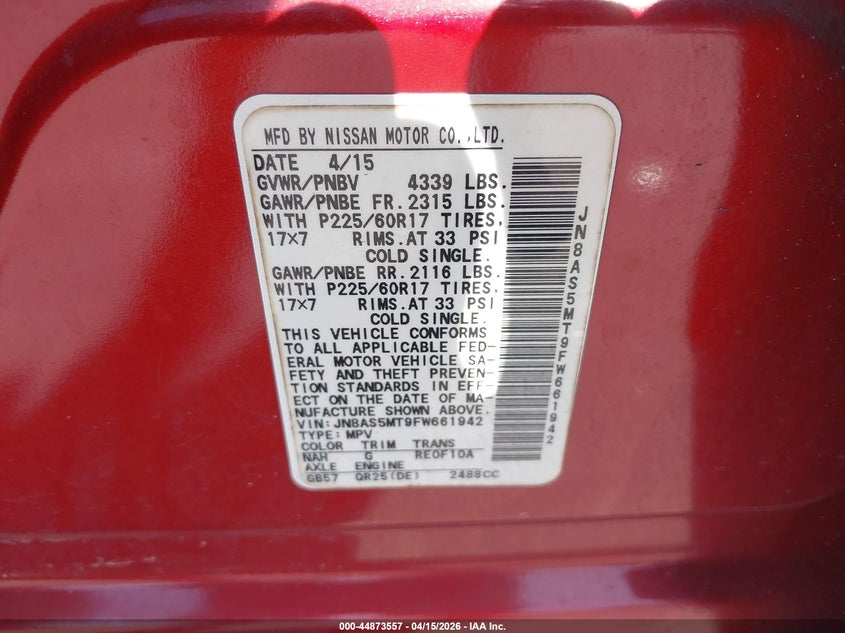 MFD BY NISSAN MOTOR CO.,LTD.
DATE 4/15
GVWR/PNBV 4339 LBS.
GAWR/PNBE FR.2315 LBS.
WITH P225/60R17 TIRES,
17×7 RIMS.AT 33 PSI
COLD SINGLE.
GAWR/PNBE RR.2116 LBS.
WITH P225/60R17 TIRES,
17×7 RIMS.AT 33 PSI
COLD SINGLE.
THIS VEHICLE CONFORMS
TO ALL APPLICABLE FED-
ERAL MOTOR VEHICLE SA-
FETY AND THEFT PREVEN-
TION STANDARDS IN EFF-
ECT ON THE DATE OF MA-
NUFACTURE SHOWN ABOVE.
VIN: JN8AS5MT9FW661942
TYPE: MPV
COLOR TRIM TRANS
NAH G RE0F10A
AXLE ENGINE
GB57 QR25(DE) 2488CC
JN8AS5MT9FW661942
000-44873557 - 04/15/2026 - IAA Inc.